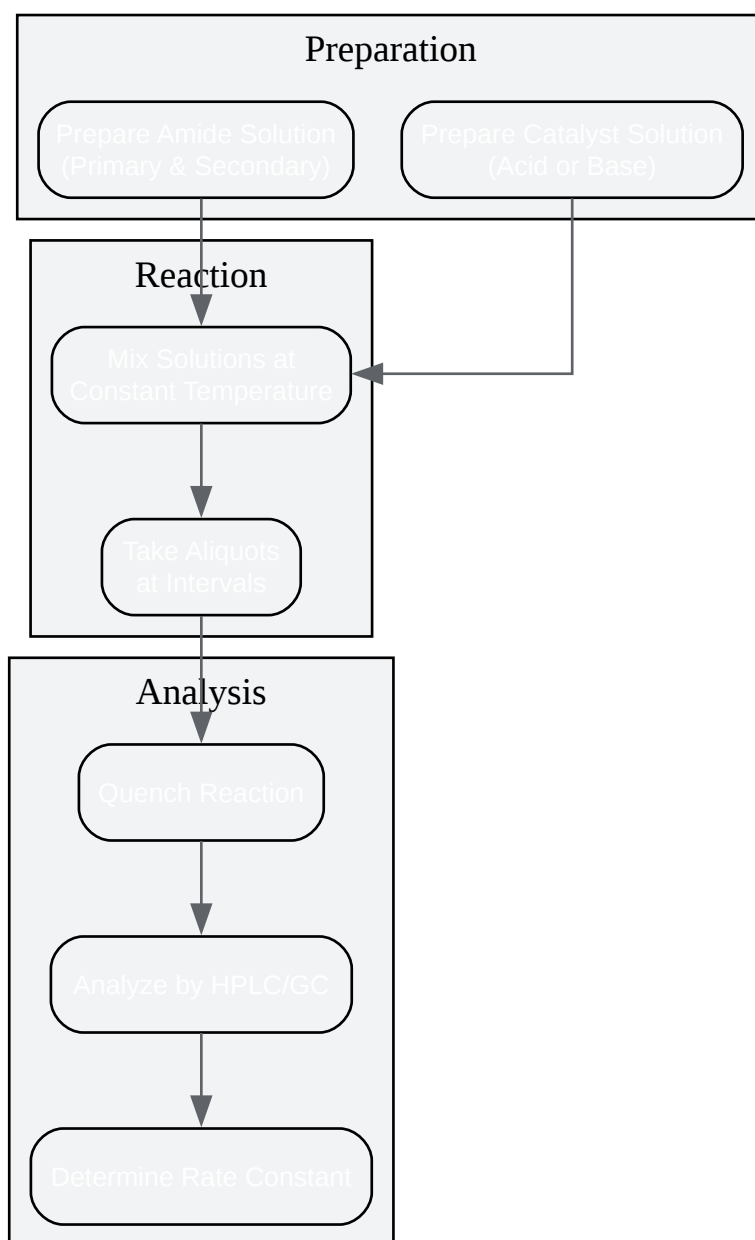 Preparation
Prepare Amide Solution
(Primary & Secondary)
Prepare Catalyst Solution
(Acid or Base)
Reaction
Mix Solutions at
Constant Temperature
Take Aliquots
at Intervals
Analysis
Quench Reaction
Analyze by HPLC/GC
Determine Rate Constant